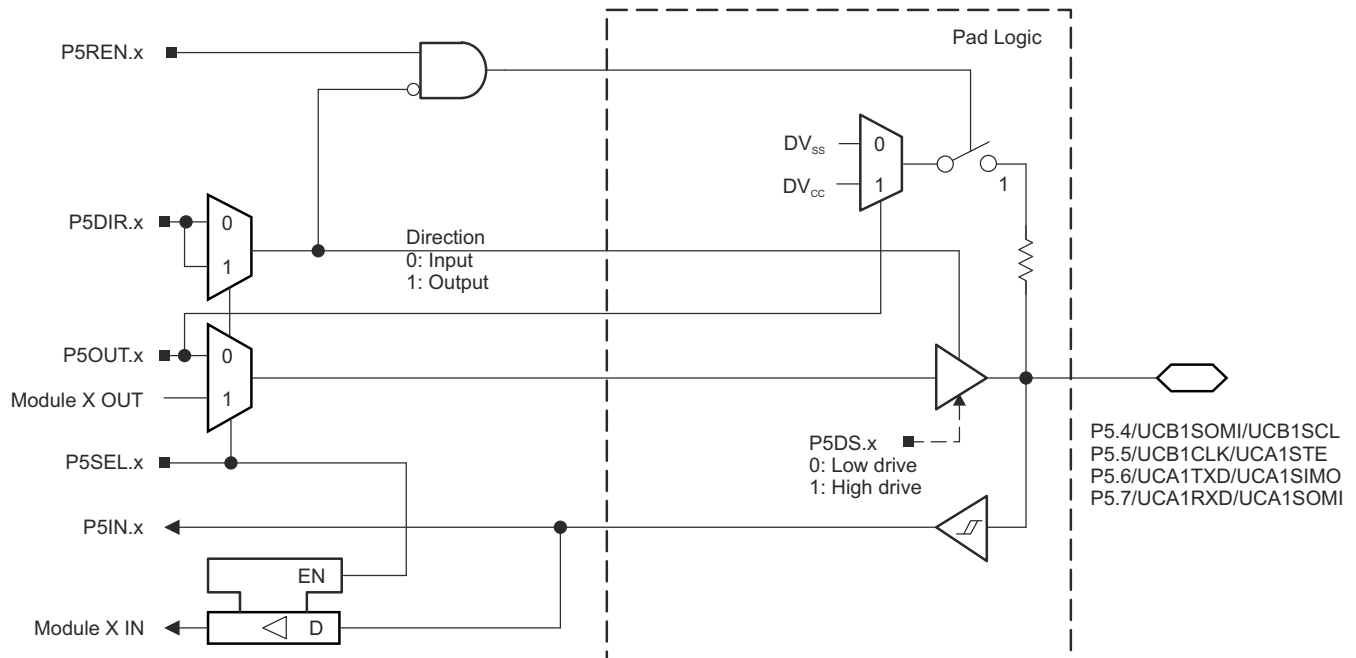 Pad Logic
P5REN.x
DVSS
0
DVCC
1
1
P5DIR.x
0
1
Direction
0: Input
1: Output
P5OUT.x
0
Module X OUT
1
P5SEL.x
P5DS.x
0: Low drive
1: High drive
P5.4/UCB1SOMI/UCB1SCL
P5.5/UCB1CLK/UCA1STE
P5.6/UCA1TXD/UCA1SIMO
P5.7/UCA1RXD/UCA1SOMI
P5IN.x
EN
Module X IN
D